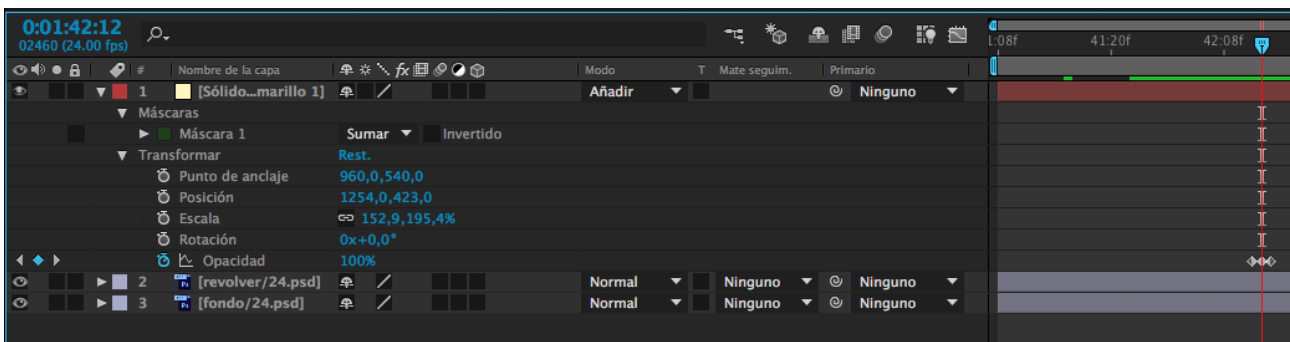 0:01:42:12
02460 (24.00 fps)
1:08f 41:20f 42:08f
# Nombre de la capa fx Modo T Mate seguim. Primario
1 [Sólido...marillo 1] Añadir Ninguno
Máscaras
Máscara 1 Sumar Invertido
Transformar Rest.
Punto de anclaje 960,0,540,0
Posición 1254,0,423,0
Escala 152,9,195,4%
Rotación 0x+0,0°
Opacidad 100%
2 [revolver/24.psd] Normal Ninguno Ninguno
3 [fondo/24.psd] Normal Ninguno Ninguno